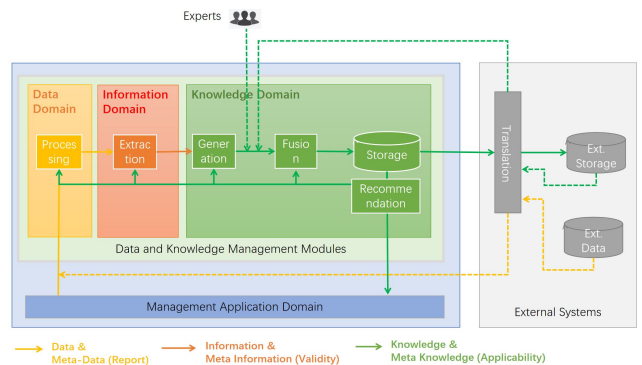 Experts
Data
Domain
Information
Domain
Knowledge Domain
Proces
sing
Extrac
tion
Gener
ation
Fusio
n
Storage
Recomme
ndation
Translation
Ext.
Storage
Ext.
Data
Data and Knowledge Management Modules
Management Application Domain
External Systems
Data &
Meta-Data (Report)
Information &
Meta Information (Validity)
Knowledge &
Meta Knowledge (Applicability)